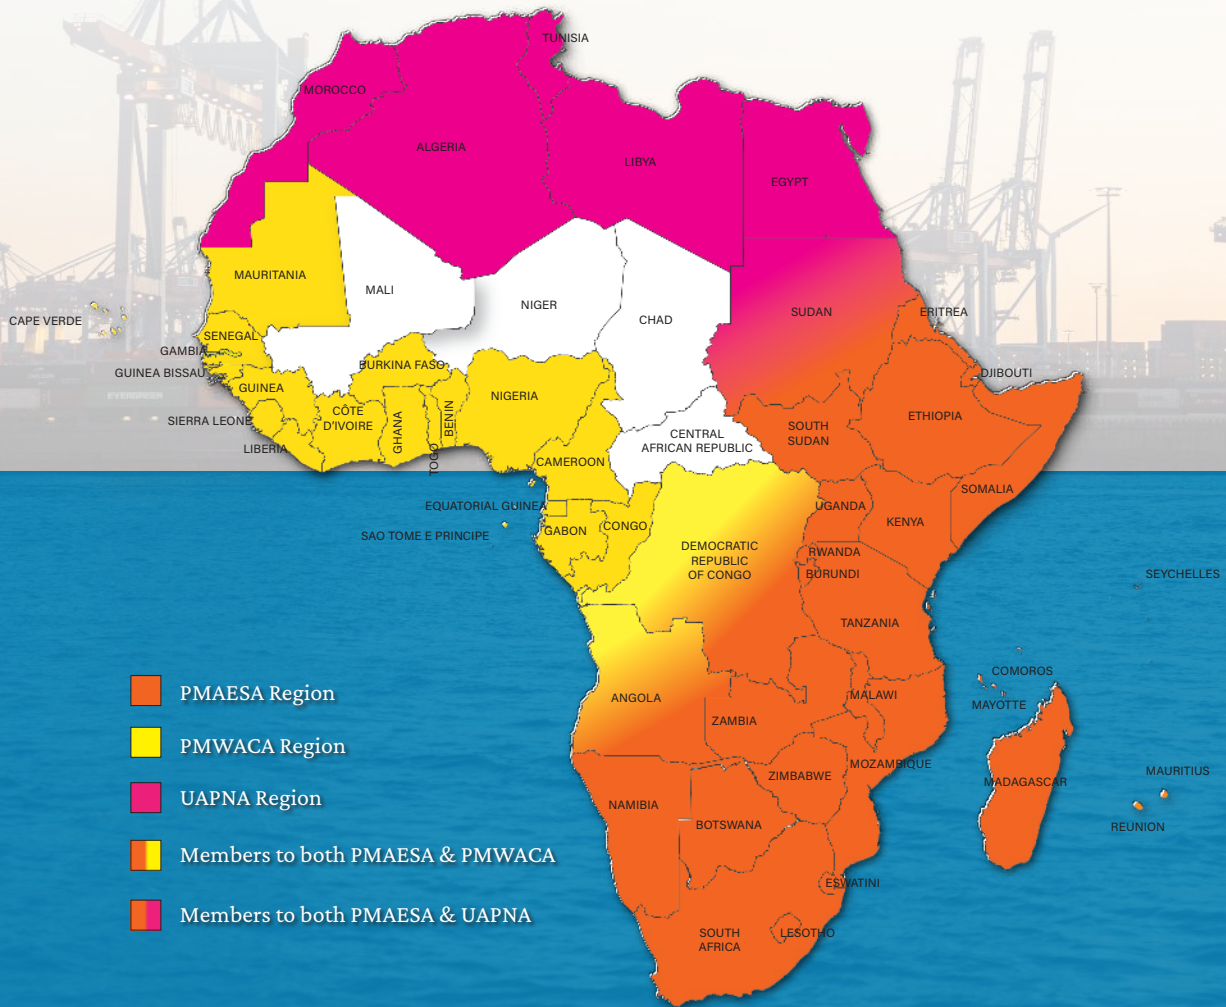 TUNISIA
MOROCCO
ALGERIA
LIBYA
EGYPT
MAURITANIA
MALI
NIGER
CHAD
SUDAN
ERITREA
CAPE VERDE
SENEGAL
GAMBIA
GUINEA BISSAU
GUINEA
SIERRA LEONE
LIBERIA
CÔTE
D'IVOIRE
BURKINA FASO
GHANA
TOGO
BENIN
NIGERIA
CAMEROON
CENTRAL
AFRICAN REPUBLIC
SOUTH
SUDAN
ETHIOPIA
DJIBOUTI
SOMALIA
EQUATORIAL GUINEA
SAO TOME E PRINCIPE
GABON
CONGO
DEMOCRATIC
REPUBLIC
OF CONGO
UGANDA
KENYA
RWANDA
BURUNDI
TANZANIA
SEYCHELLES
COMOROS
MAYOTTE
ANGOLA
ZAMBIA
MALAWI
MOZAMBIQUE
ZIMBABWE
MADAGASCAR
MAURITIUS
REUNION
NAMIBIA
BOTSWANA
ESWATINI
SOUTH
AFRICA
LESOTHO
PMAESA Region
PMWACA Region
UAPNA Region
Members to both PMAESA & PMWACA
Members to both PMAESA & UAPNA
EVERGREEN